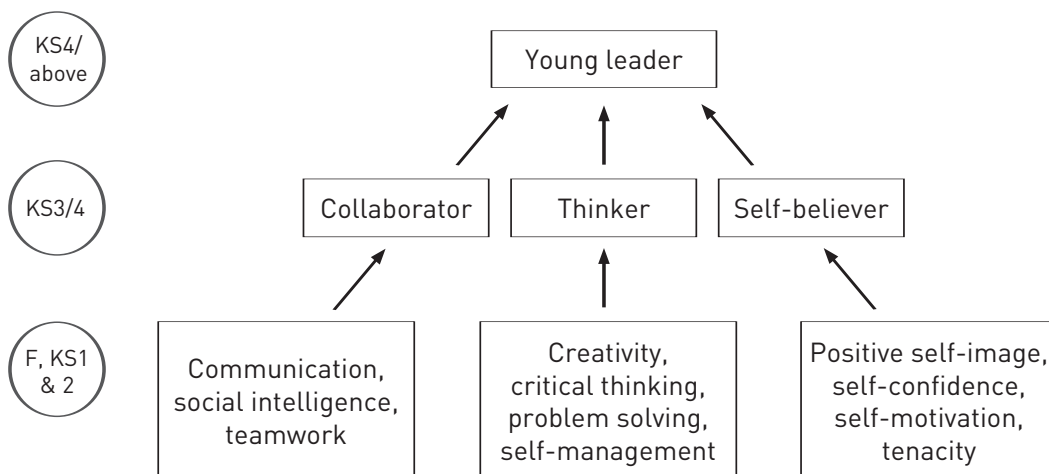 KS4/
above
Young leader
KS3/4
Collaborator
Thinker
Self-believer
F, KS1
& 2
Communication,
social intelligence,
teamwork
Creativity,
critical thinking,
problem solving,
self-management
Positive self-image,
self-confidence,
self-motivation,
tenacity